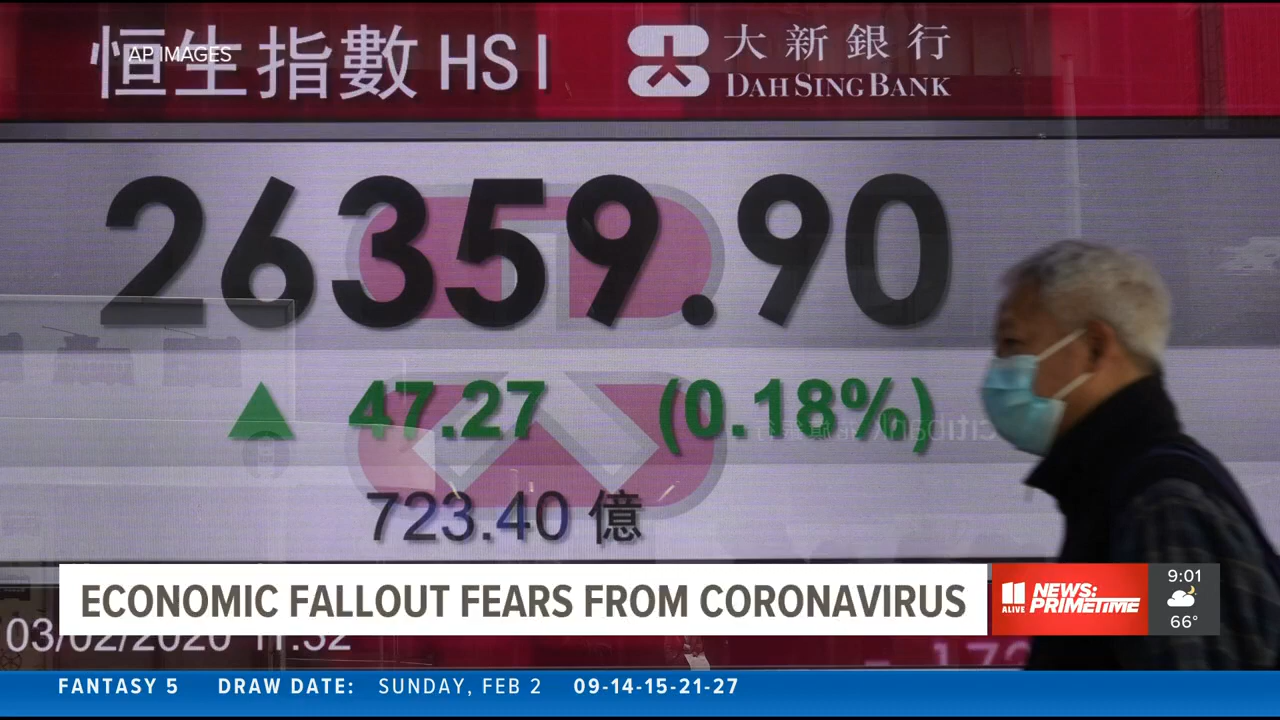 恒生指數 HSI
AP IMAGES
大新銀行
DAH SING BANK
26359.90
47.27 (0.18%)
723.40 億
ECONOMIC FALLOUT FEARS FROM CORONAVIRUS
11 ALIVE
NEWS:
PRIMETIME
9:01
66°
03/02/2020 11:32
FANTASY 5 DRAW DATE: SUNDAY, FEB 2 09-14-15-21-27